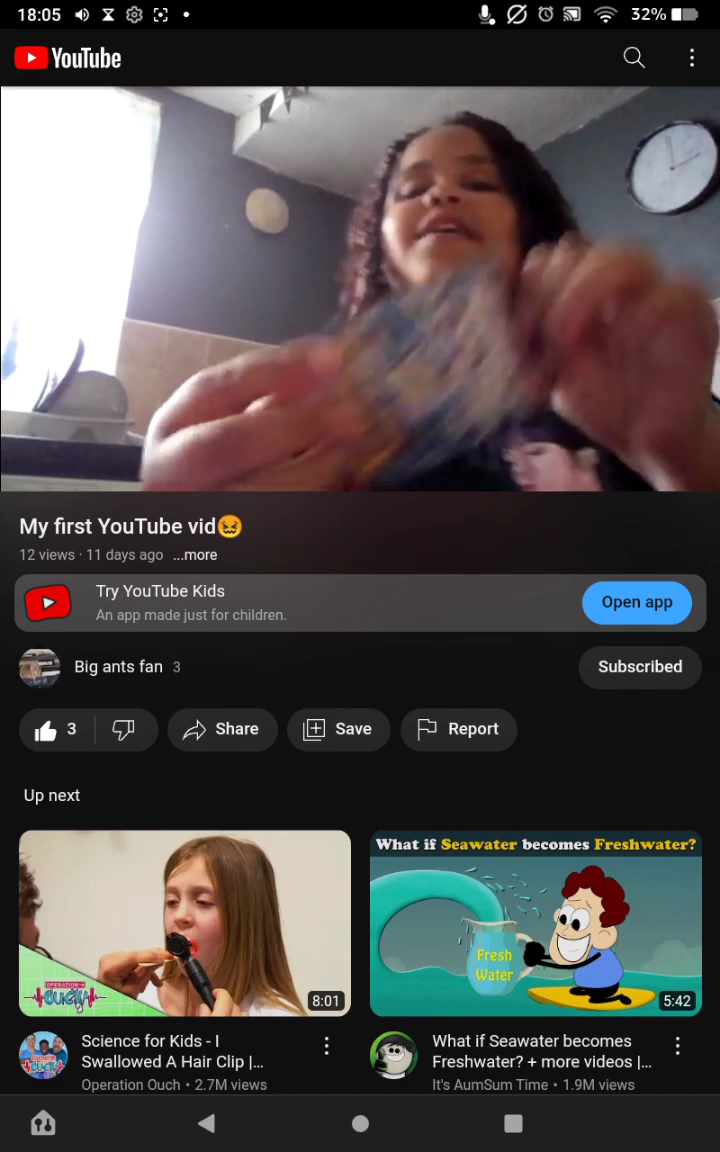 18:05
32%
YouTube
My first YouTube vid😖
12 views · 11 days ago ...more
Try YouTube Kids
An app made just for children.
Open app
Big ants fan 3
Subscribed
3
Share
Save
Report
Up next
OPERATION
OUCH
8:01
What if Seawater becomes Freshwater?
Fresh
Water
5:42
Science for Kids - I
Swallowed A Hair Clip |...
Operation Ouch • 2.7M views
What if Seawater becomes
Freshwater? + more videos |...
It's AumSum Time • 1.9M views